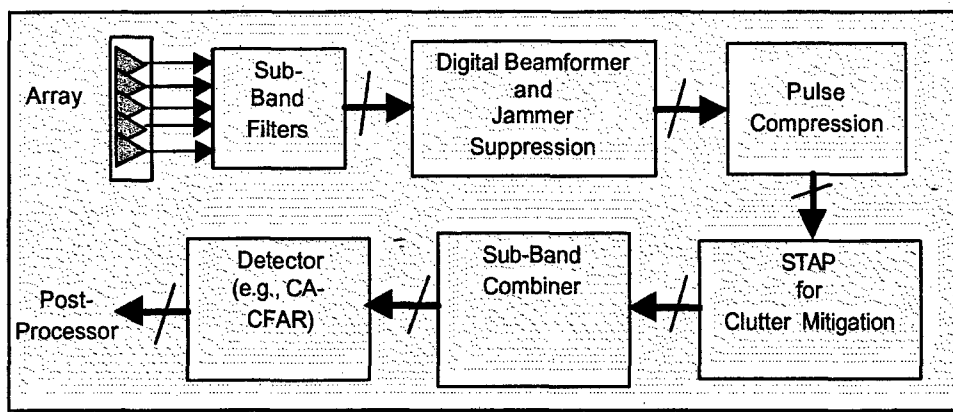 Array
Sub-
Band
Filters
Digital Beamformer
and
Jammer
Suppression
Pulse
Compression
STAP
for
Clutter Mitigation
Sub-Band
Combiner
Detector
(e.g., CA-
CFAR)
Post-
Processor